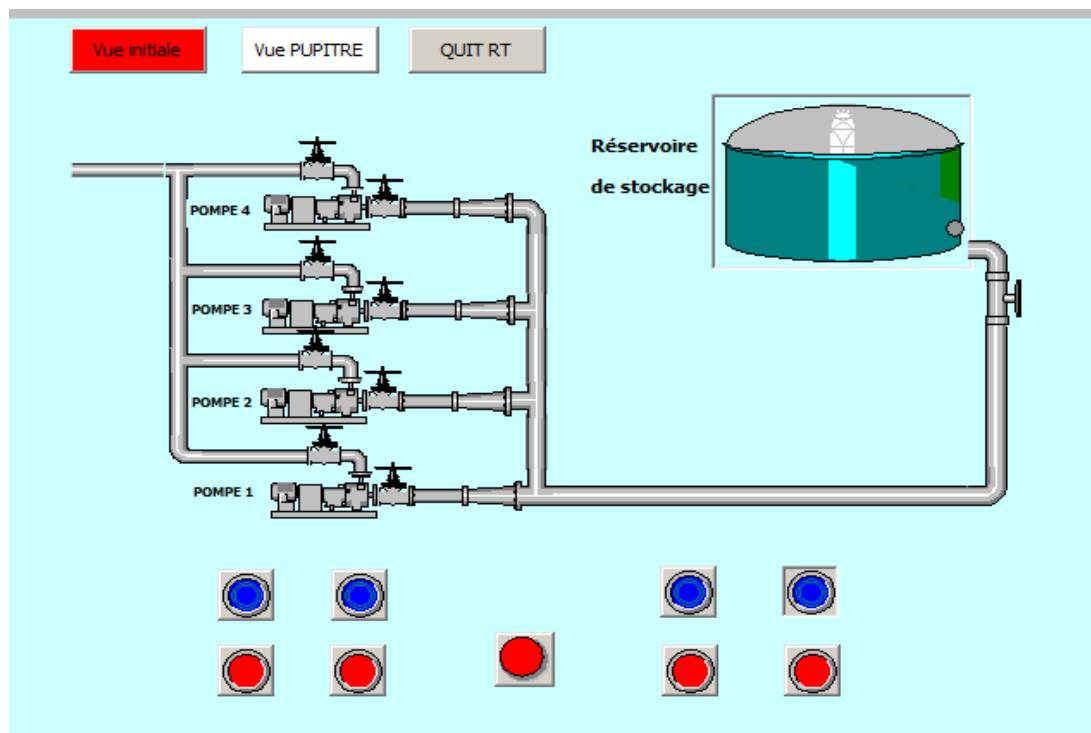 Vue initiale
Vue PUPITRE
QUIT RT
Réservoire
de stockage
POMPE 4
POMPE 3
POMPE 2
POMPE 1